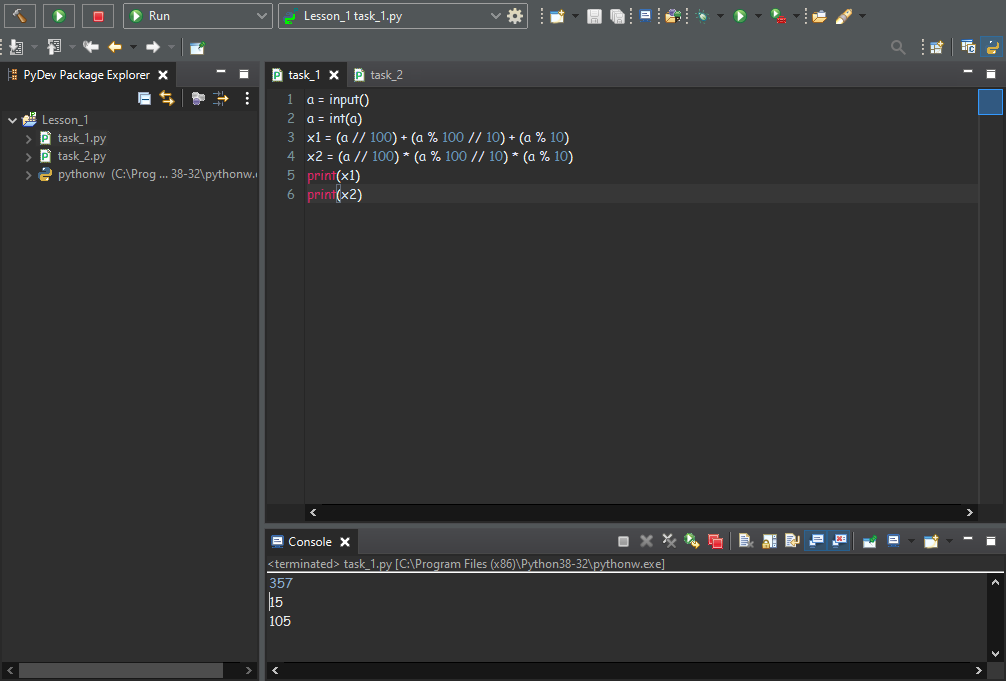 Run
Lesson_1 task_1.py
PyDev Package Explorer
task_1
task_2
Lesson_1
task_1.py
task_2.py
pythonw (C:\Prog ... 38-32\pythonw.
1 a = input()
2 a = int(a)
3 x1 = (a // 100) + (a % 100 // 10) + (a % 10)
4 x2 = (a // 100) * (a % 100 // 10) * (a % 10)
5 print(x1)
6 print(x2)
Console
<terminated> task_1.py [C:\Program Files (x86)\Python38-32\pythonw.exe]
357
15
105